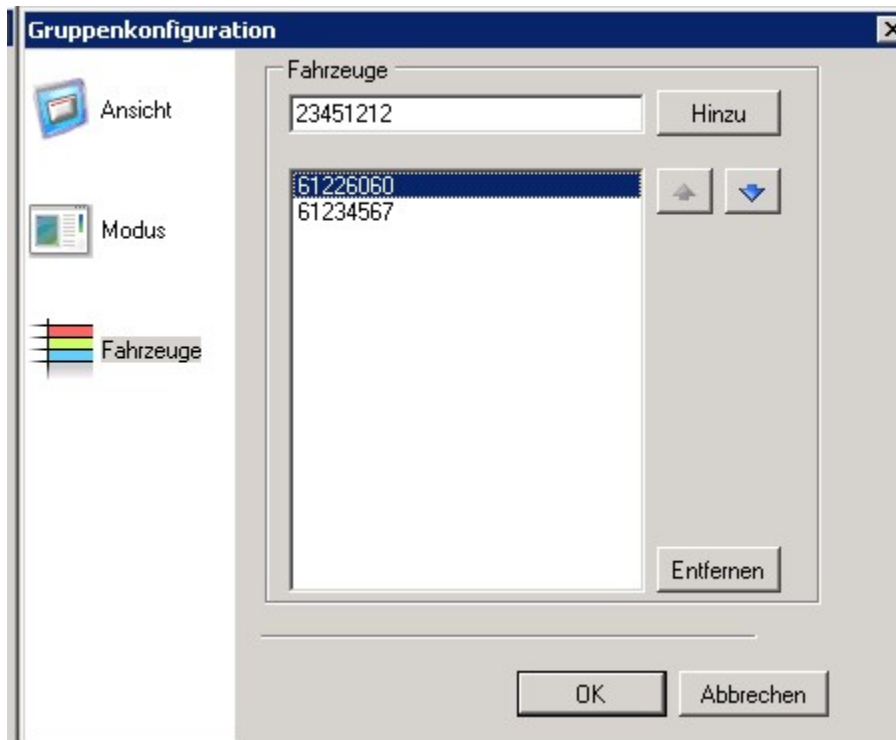 Gruppenkonfiguration
Ansicht
Modus
Fahrzeuge
Fahrzeuge
23451212
Hinzu
61226060
61234567
Entfernen
OK
Abbrechen